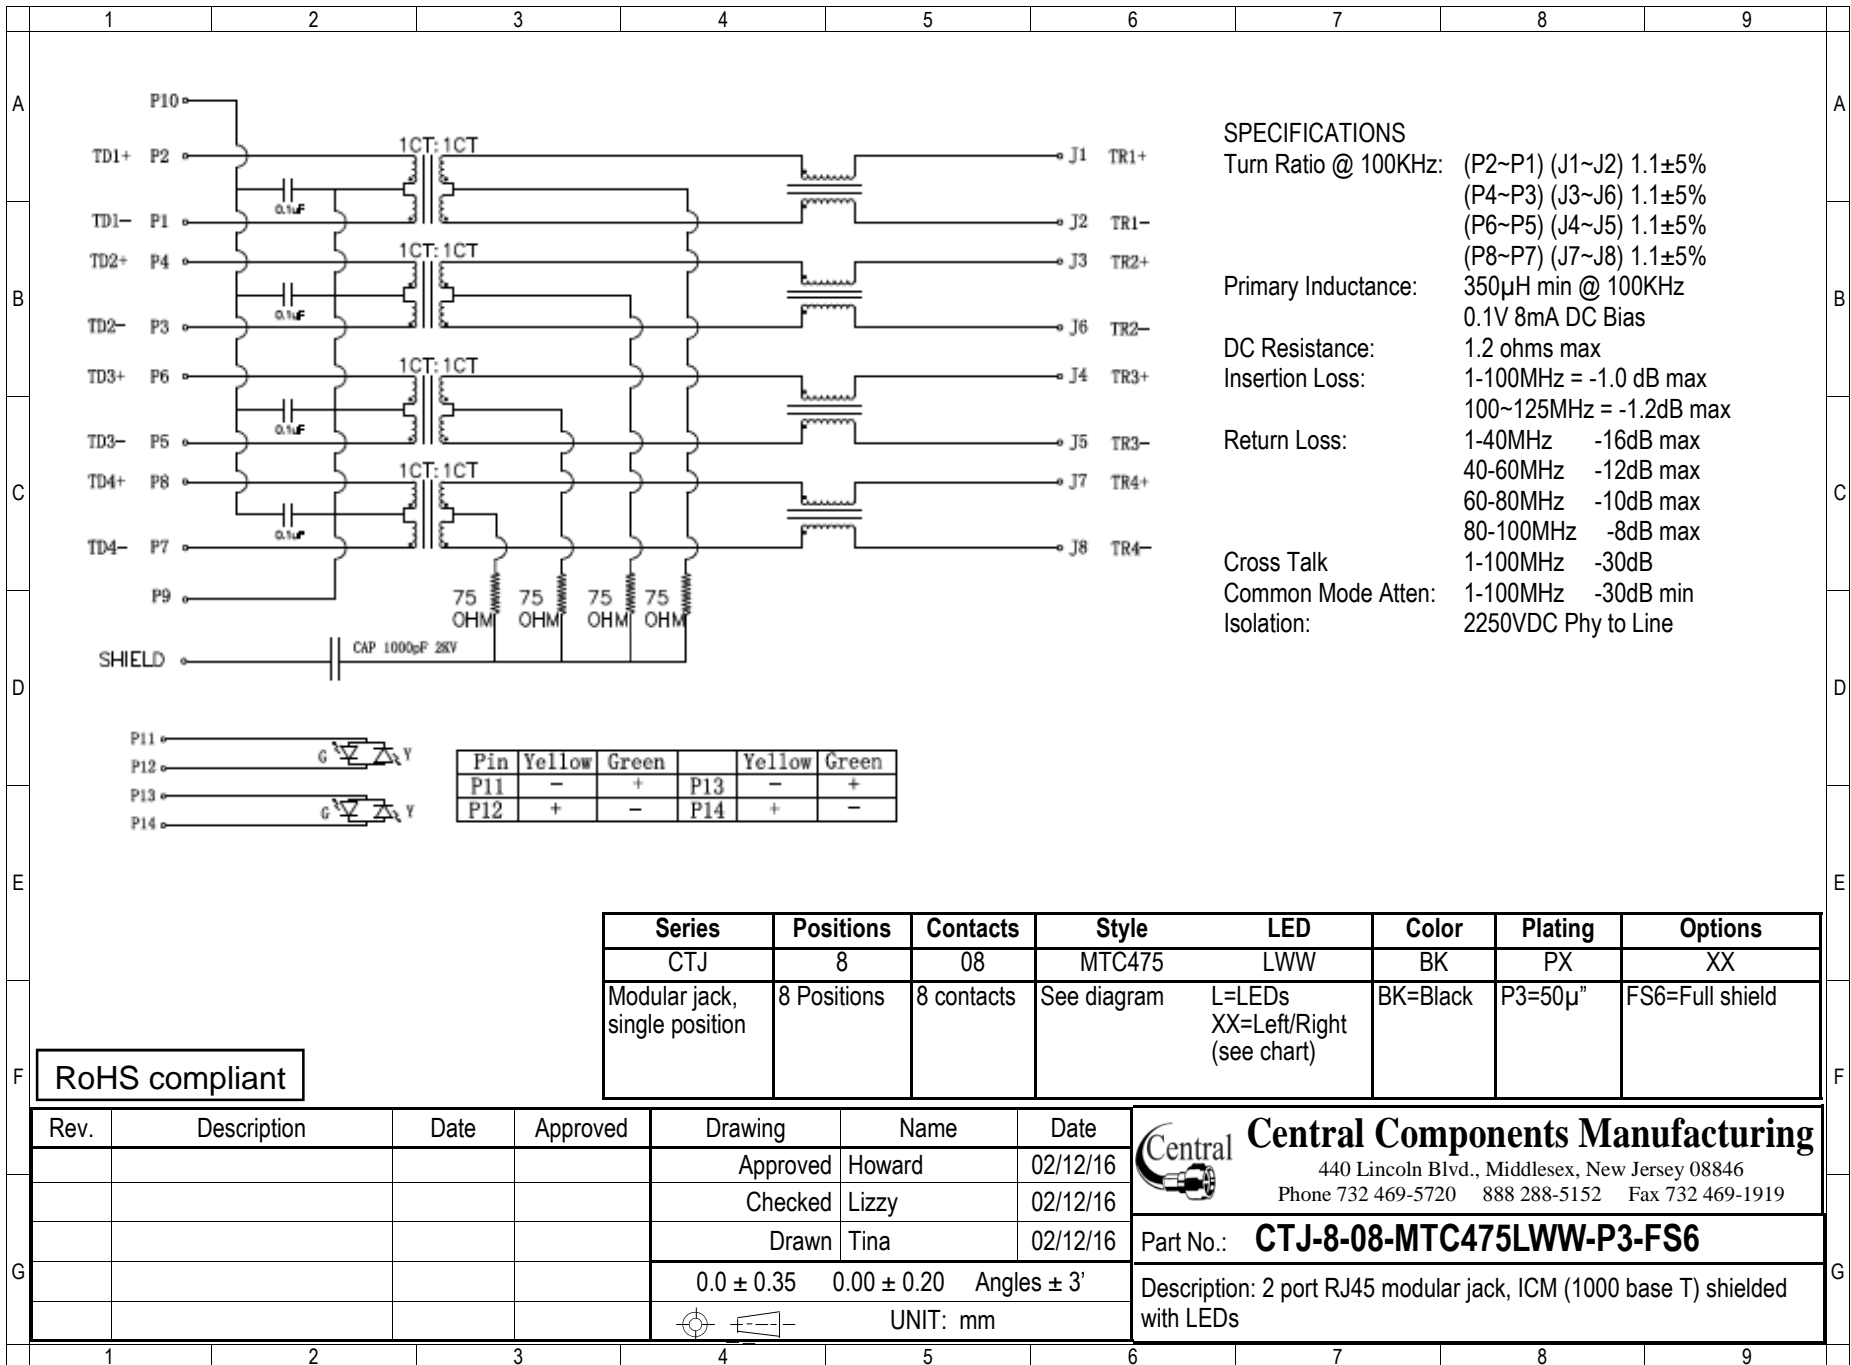 1 2 3 4 5 6 7 8 9
A A
B B
C C
D D
E E
F F
G G
P10
TD1+ P2
TD1− P1
TD2+ P4
TD2− P3
TD3+ P6
TD3− P5
TD4+ P8
TD4− P7
P9
SHIELD
1CT:1CT
0.1uF
1CT:1CT
0.1uF
1CT:1CT
0.1uF
1CT:1CT
0.1uF
75 75 75 75
OHM OHM OHM OHM
CAP 1000pF 2KV
J1 TR1+
J2 TR1−
J3 TR2+
J6 TR2−
J4 TR3+
J5 TR3−
J7 TR4+
J8 TR4−
SPECIFICATIONS
Turn Ratio @ 100KHz: (P2~P1) (J1~J2) 1.1±5%
(P4~P3) (J3~J6) 1.1±5%
(P6~P5) (J4~J5) 1.1±5%
(P8~P7) (J7~J8) 1.1±5%
Primary Inductance: 350µH min @ 100KHz
0.1V 8mA DC Bias
DC Resistance: 1.2 ohms max
Insertion Loss: 1-100MHz = -1.0 dB max
100~125MHz = -1.2dB max
Return Loss: 1-40MHz -16dB max
40-60MHz -12dB max
60-80MHz -10dB max
80-100MHz -8dB max
Cross Talk 1-100MHz -30dB
Common Mode Atten: 1-100MHz -30dB min
Isolation: 2250VDC Phy to Line
P11
P12
G Y
P13
P14
G Y
Pin Yellow Green Yellow Green
P11 − + P13 − +
P12 + − P14 + −
Series Positions Contacts Style LED Color Plating Options
CTJ 8 08 MTC475 LWW BK PX XX
Modular jack, 8 Positions 8 contacts See diagram L=LEDs BK=Black P3=50µ” FS6=Full shield
single position XX=Left/Right
(see chart)
RoHS compliant
Rev. Description Date Approved Drawing Name Date
Approved Howard 02/12/16
Checked Lizzy 02/12/16
Drawn Tina 02/12/16
0.0 ± 0.35 0.00 ± 0.20 Angles ± 3’
UNIT: mm
Central
Central Components Manufacturing
440 Lincoln Blvd., Middlesex, New Jersey 08846
Phone 732 469-5720 888 288-5152 Fax 732 469-1919
Part No.: CTJ-8-08-MTC475LWW-P3-FS6
Description: 2 port RJ45 modular jack, ICM (1000 base T) shielded
with LEDs
1 2 3 4 5 6 7 8 9